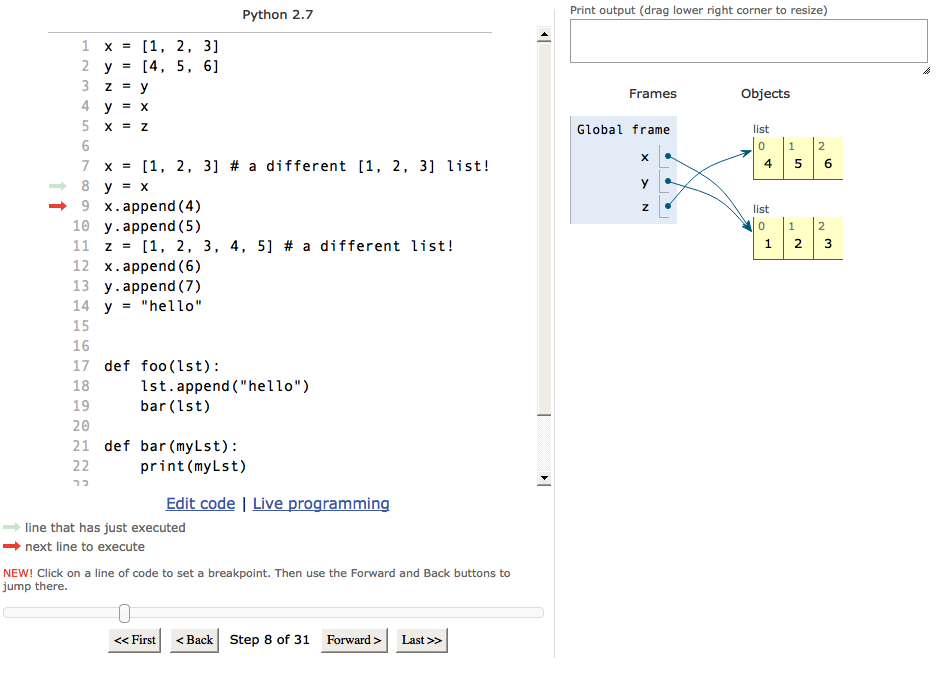 Python 2.7
1 x = [1, 2, 3]
2 y = [4, 5, 6]
3 z = y
4 y = x
5 x = z
6
7 x = [1, 2, 3] # a different [1, 2, 3] list!
8 y = x
9 x.append(4)
10 y.append(5)
11 z = [1, 2, 3, 4, 5] # a different list!
12 x.append(6)
13 y.append(7)
14 y = "hello"
15
16
17 def foo(lst):
18     lst.append("hello")
19     bar(lst)
20
21 def bar(myLst):
22     print(myLst)
23
Edit code | Live programming
line that has just executed
next line to execute
NEW! Click on a line of code to set a breakpoint. Then use the Forward and Back buttons to
jump there.
<< First < Back Step 8 of 31 Forward > Last >>
Print output (drag lower right corner to resize)
Frames Objects
Global frame
x
y
z
list
0 1 2
4 5 6
list
0 1 2
1 2 3